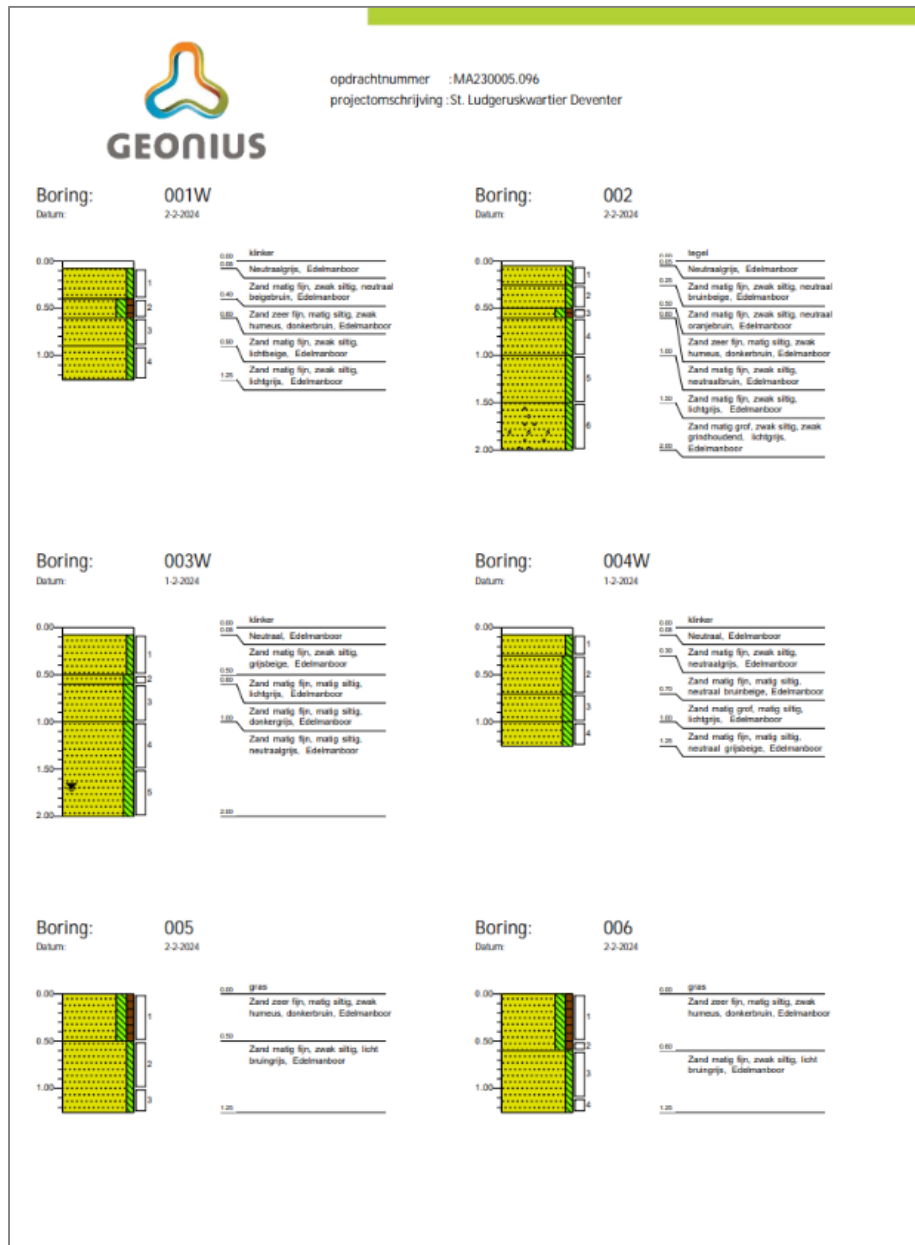 GEONIUS
opdrachtnummer :MA230005.096
projectomschrijving :St. Ludgeruskwartier Deventer
Boring: 001W
Datum: 2-2-2024
0.00
0.50
1.00
1
2
3
4
0.00 klinker
0.08
Neutraalgrijs, Edelmanboor
Zand matig fijn, zwak siltig, neutraal
0.40 beigebruin, Edelmanboor
0.60 Zand zeer fijn, matig siltig, zwak
humeus, donkerbruin, Edelmanboor
0.90 Zand matig fijn, zwak siltig,
lichtbeige, Edelmanboor
Zand matig fijn, zwak siltig,
1.25 lichtgrijs, Edelmanboor
Boring: 002
Datum: 2-2-2024
0.00
0.50
1.00
1.50
2.00
1
2
3
4
5
6
0.00 tegel
0.05
Neutraalgrijs, Edelmanboor
0.25 Zand matig fijn, zwak siltig, neutraal
bruinbeige, Edelmanboor
0.50
0.60 Zand matig fijn, zwak siltig, neutraal
oranjebruin, Edelmanboor
Zand zeer fijn, matig siltig, zwak
1.00 humeus, donkerbruin, Edelmanboor
Zand matig fijn, zwak siltig,
neutraalbruin, Edelmanboor
1.50 Zand matig fijn, zwak siltig,
lichtgrijs, Edelmanboor
Zand matig grof, zwak siltig, zwak
grindhoudend, lichtgrijs,
2.00 Edelmanboor
Boring: 003W
Datum: 1-2-2024
0.00
0.50
1.00
1.50
2.00
1
2
3
4
5
0.00 klinker
0.08
Neutraal, Edelmanboor
Zand matig fijn, zwak siltig,
grijsbeige, Edelmanboor
0.50
0.60 Zand matig fijn, matig siltig,
lichtgrijs, Edelmanboor
Zand matig fijn, matig siltig,
1.00 donkergrijs, Edelmanboor
Zand matig fijn, matig siltig,
neutraalgrijs, Edelmanboor
2.00
Boring: 004W
Datum: 1-2-2024
0.00
0.50
1.00
1
2
3
4
0.00 klinker
0.08
Neutraal, Edelmanboor
0.30 Zand matig fijn, zwak siltig,
neutraalgrijs, Edelmanboor
Zand matig fijn, matig siltig,
0.70 neutraal bruinbeige, Edelmanboor
Zand matig grof, matig siltig,
1.00 lichtgrijs, Edelmanboor
Zand matig fijn, matig siltig,
1.25 neutraal grijsbeige, Edelmanboor
Boring: 005
Datum: 2-2-2024
0.00
0.50
1.00
1
2
3
0.00 gras
Zand zeer fijn, matig siltig, zwak
humeus, donkerbruin, Edelmanboor
0.50
Zand matig fijn, zwak siltig, licht
bruingrijs, Edelmanboor
1.25
Boring: 006
Datum: 2-2-2024
0.00
0.50
1.00
1
2
3
4
0.00 gras
Zand zeer fijn, matig siltig, zwak
humeus, donkerbruin, Edelmanboor
0.60
Zand matig fijn, zwak siltig, licht
bruingrijs, Edelmanboor
1.25